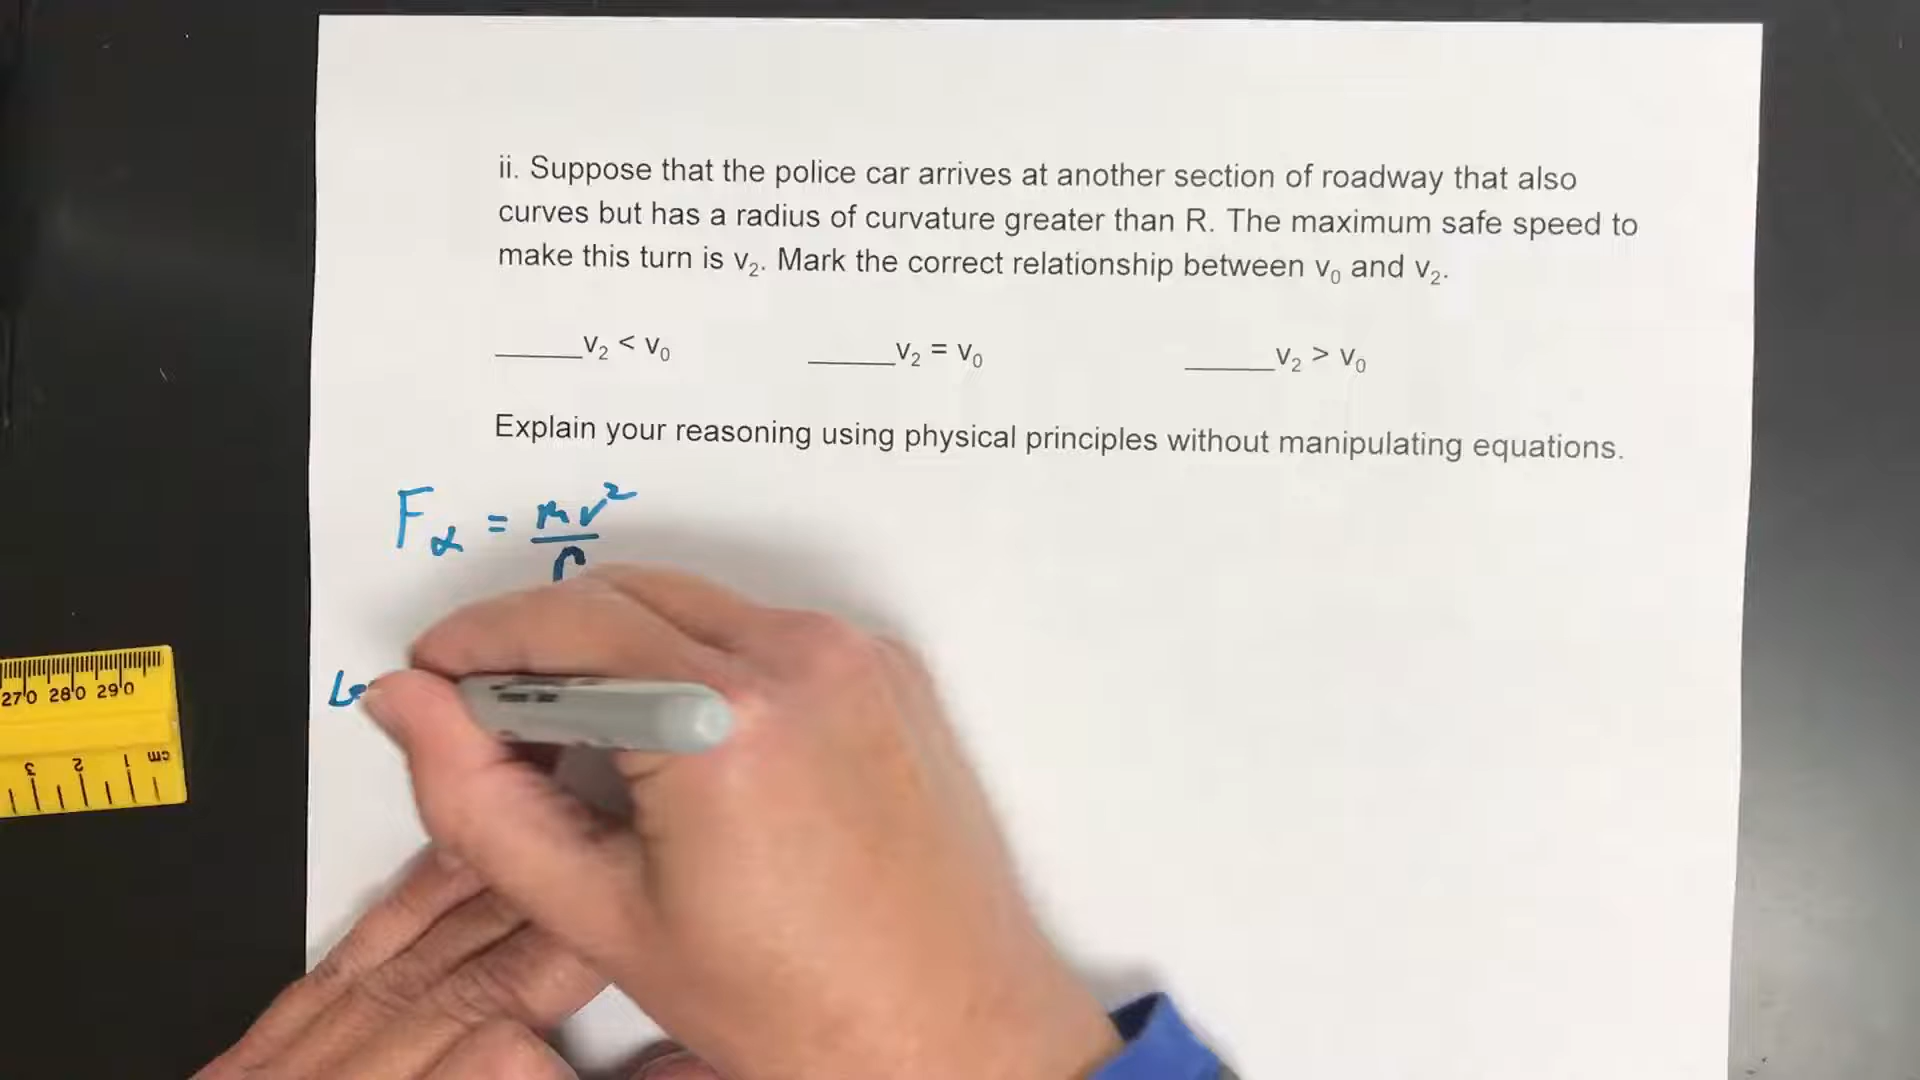 ii. Suppose that the police car arrives at another section of roadway that also
curves but has a radius of curvature greater than R. The maximum safe speed to
make this turn is v₂. Mark the correct relationship between v₀ and v₂.
_____v₂ < v₀ _____v₂ = v₀ _____v₂ > v₀
Explain your reasoning using physical principles without manipulating equations.
F꜀ = mv²
r
270 280 290
3 2 1 cm